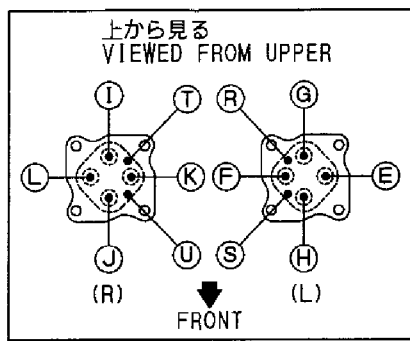 上から見る
VIEWED FROM UPPER
I T R G
L K F E
J U S H
(R) (L)
FRONT